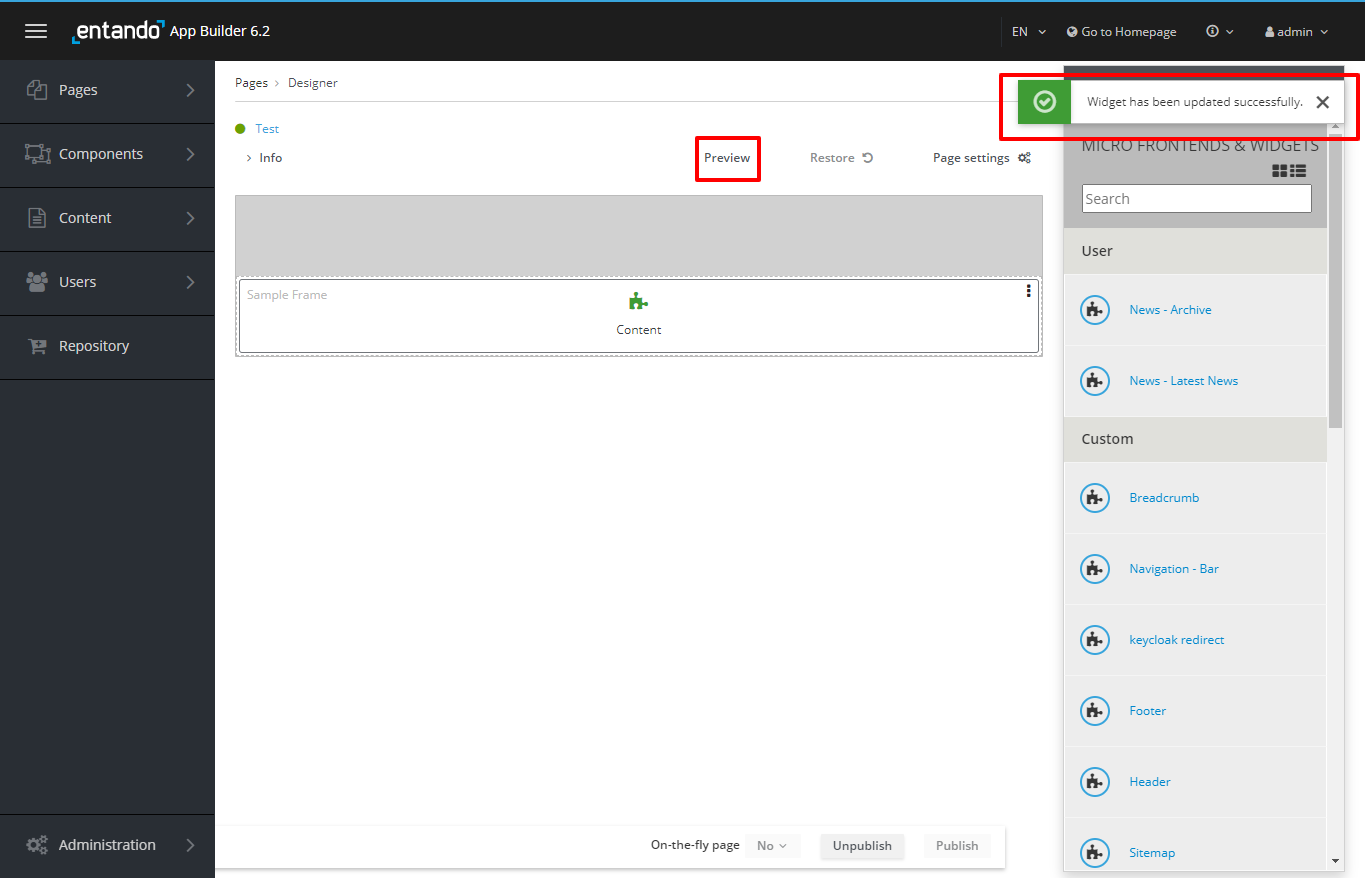 entando App Builder 6.2
EN
Go to Homepage
admin
Pages
Components
Content
Users
Repository
Administration
Pages > Designer
Test
Info
Preview
Restore
Page settings
Sample Frame
Content
On-the-fly page
No
Unpublish
Publish
Widget has been updated successfully.
MICRO FRONTENDS & WIDGETS
Search
User
News - Archive
News - Latest News
Custom
Breadcrumb
Navigation - Bar
keycloak redirect
Footer
Header
Sitemap